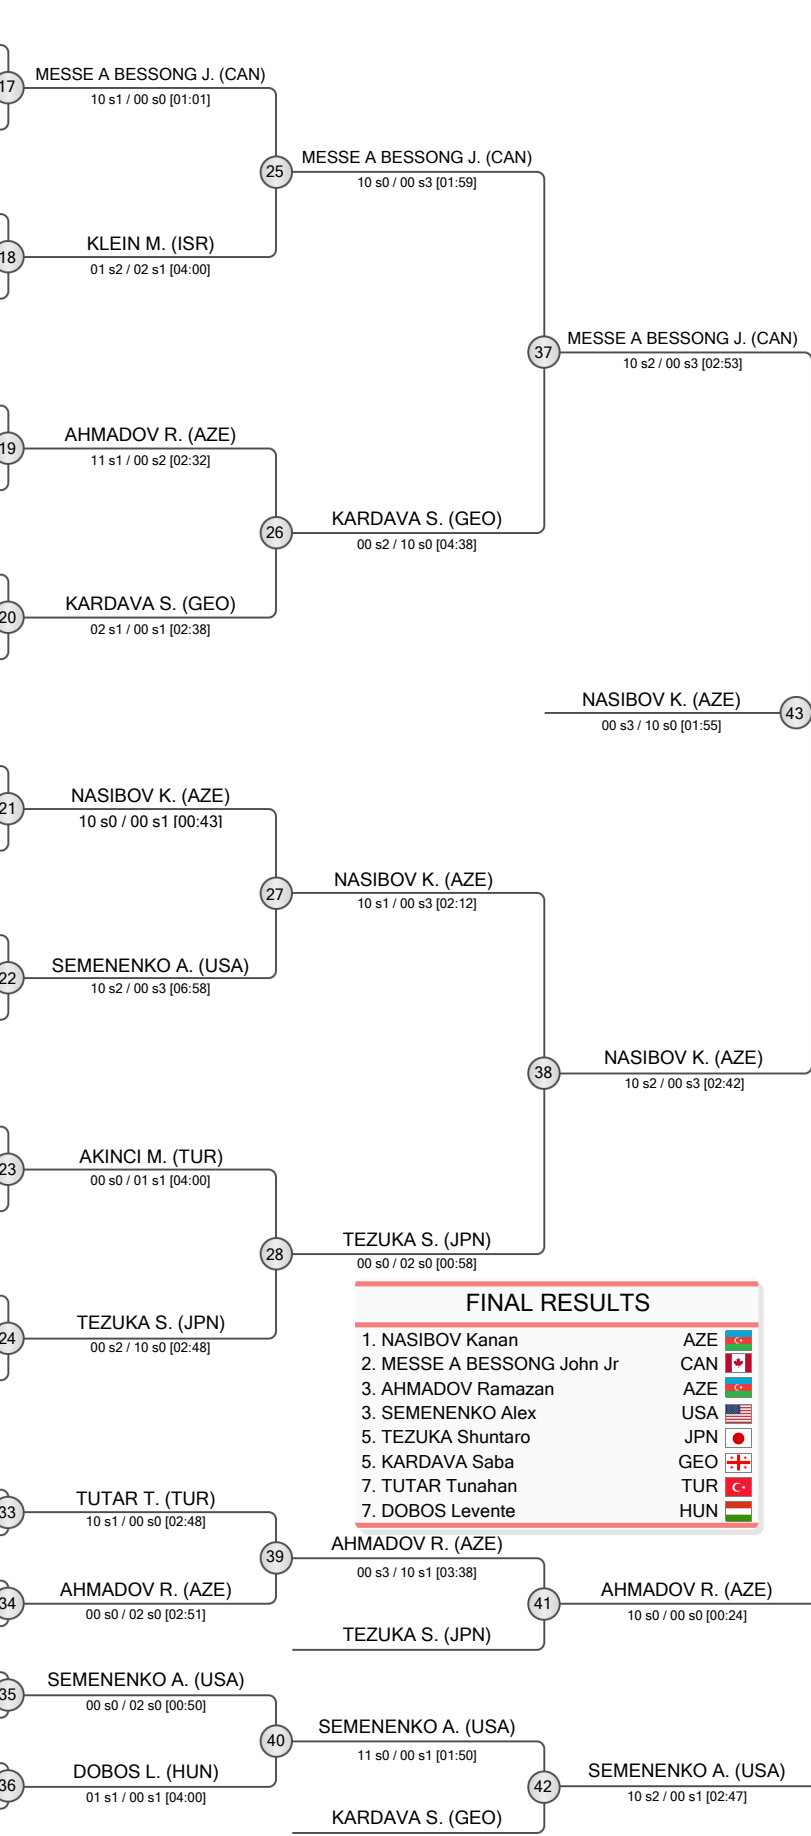 17
MESSE A BESSONG J. (CAN)
10 s1 / 00 s0 [01:01]
25
MESSE A BESSONG J. (CAN)
10 s0 / 00 s3 [01:59]
18
KLEIN M. (ISR)
01 s2 / 02 s1 [04:00]
37
MESSE A BESSONG J. (CAN)
10 s2 / 00 s3 [02:53]
19
AHMADOV R. (AZE)
11 s1 / 00 s2 [02:32]
26
KARDAVA S. (GEO)
00 s2 / 10 s0 [04:38]
20
KARDAVA S. (GEO)
02 s1 / 00 s1 [02:38]
NASIBOV K. (AZE)
00 s3 / 10 s0 [01:55]
43
21
NASIBOV K. (AZE)
10 s0 / 00 s1 [00:43]
27
NASIBOV K. (AZE)
10 s1 / 00 s3 [02:12]
22
SEMENENKO A. (USA)
10 s2 / 00 s3 [06:58]
38
NASIBOV K. (AZE)
10 s2 / 00 s3 [02:42]
23
AKINCI M. (TUR)
00 s0 / 01 s1 [04:00]
28
TEZUKA S. (JPN)
00 s0 / 02 s0 [00:58]
24
TEZUKA S. (JPN)
00 s2 / 10 s0 [02:48]
FINAL RESULTS
1. NASIBOV Kanan AZE
2. MESSE A BESSONG John Jr CAN
3. AHMADOV Ramazan AZE
3. SEMENENKO Alex USA
5. TEZUKA Shuntaro JPN
5. KARDAVA Saba GEO
7. TUTAR Tunahan TUR
7. DOBOS Levente HUN
33
TUTAR T. (TUR)
10 s1 / 00 s0 [02:48]
39
AHMADOV R. (AZE)
00 s3 / 10 s1 [03:38]
34
AHMADOV R. (AZE)
00 s0 / 02 s0 [02:51]
41
AHMADOV R. (AZE)
10 s0 / 00 s0 [00:24]
TEZUKA S. (JPN)
35
SEMENENKO A. (USA)
00 s0 / 02 s0 [00:50]
40
SEMENENKO A. (USA)
11 s0 / 00 s1 [01:50]
36
DOBOS L. (HUN)
01 s1 / 00 s1 [04:00]
42
SEMENENKO A. (USA)
10 s2 / 00 s1 [02:47]
KARDAVA S. (GEO)